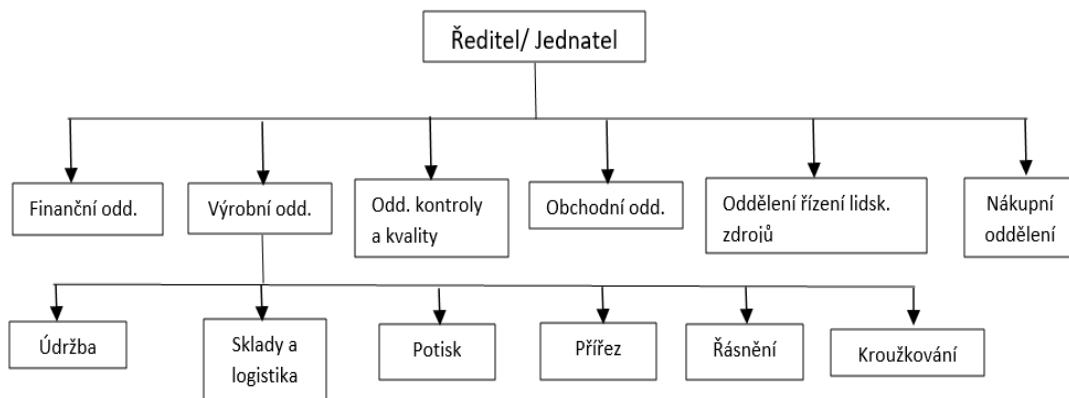 Ředitel/ Jednatel
Finanční odd.
Výrobní odd.
Odd. kontroly
a kvality
Obchodní odd.
Oddělení řízení lidsk.
zdrojů
Nákupní
oddělení
Údržba
Sklady a
logistika
Potisk
Přířez
Řásnění
Kroužkování